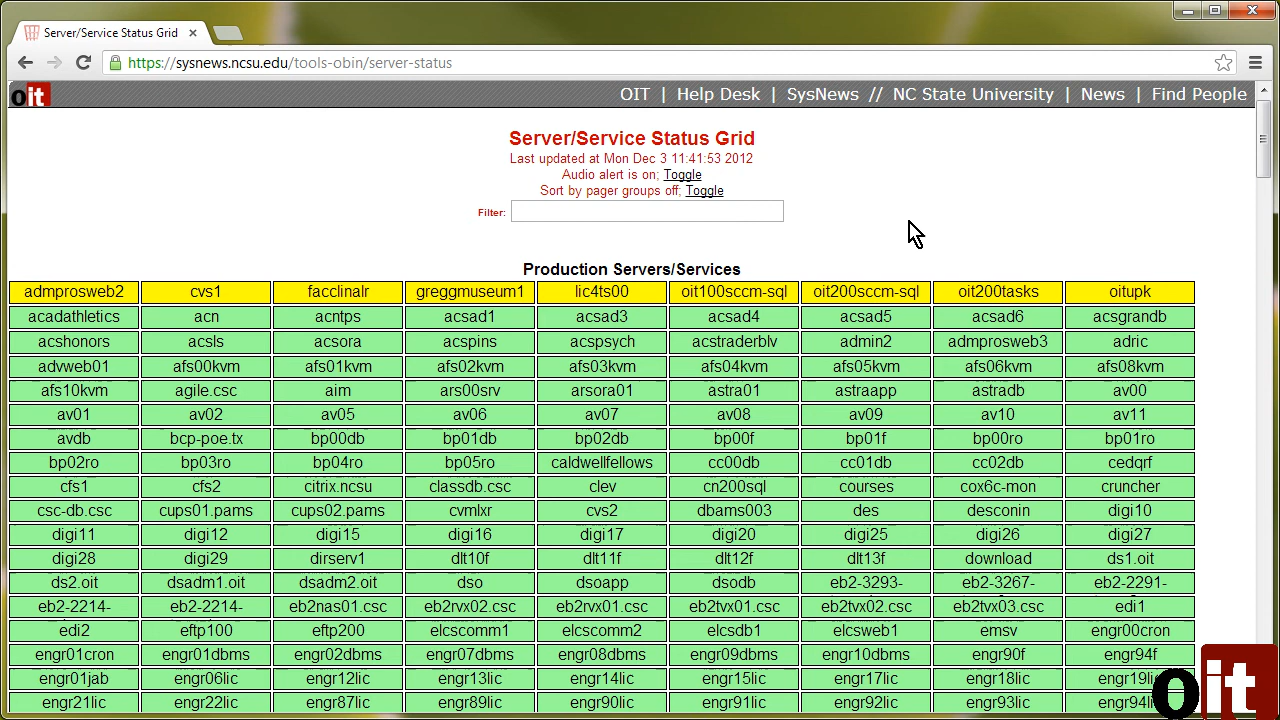 Server/Service Status Grid
https://sysnews.ncsu.edu/tools-obin/server-status
oit
OIT | Help Desk | SysNews // NC State University | News | Find People
Server/Service Status Grid
Last updated at Mon Dec 3 11:41:53 2012
Audio alert is on; Toggle
Sort by pager groups off; Toggle
Filter:
Production Servers/Services
admprosweb2 cvs1 facclinalr greggmuseum1 lic4ts00 oit100sccm-sql oit200sccm-sql oit200tasks oitupk
acadathletics acn acntps acsad1 acsad3 acsad4 acsad5 acsad6 acsgrandb
acshonors acsls acsora acspins acspsych acstraderblv admin2 admprosweb3 adric
advweb01 afs00kvm afs01kvm afs02kvm afs03kvm afs04kvm afs05kvm afs06kvm afs08kvm
afs10kvm agile.csc aim ars00srv arsora01 astra01 astraapp astradb av00
av01 av02 av05 av06 av07 av08 av09 av10 av11
avdb bcp-poe.tx bp00db bp01db bp02db bp00f bp01f bp00ro bp01ro
bp02ro bp03ro bp04ro bp05ro caldwellfellows cc00db cc01db cc02db cedqrf
cfs1 cfs2 citrix.ncsu classdb.csc clev cn200sql courses cox6c-mon cruncher
csc-db.csc cups01.pams cups02.pams cvmlxr cvs2 dbams003 des desconin digi10
digi11 digi12 digi15 digi16 digi17 digi20 digi25 digi26 digi27
digi28 digi29 dirserv1 dlt10f dlt11f dlt12f dlt13f download ds1.oit
ds2.oit dsadm1.oit dsadm2.oit dso dsoapp dsodb eb2-3293- eb2-3267- eb2-2291-
eb2-2214- eb2-2214- eb2nas01.csc eb2rvx02.csc eb2rvx01.csc eb2tvx01.csc eb2tvx02.csc eb2tvx03.csc edi1
edi2 eftp100 eftp200 elcscomm1 elcscomm2 elcsdb1 elcsweb1 emsv engr00cron
engr01cron engr01dbms engr02dbms engr07dbms engr08dbms engr09dbms engr10dbms engr90f engr94f
engr01jab engr06lic engr12lic engr13lic engr14lic engr15lic engr17lic engr18lic
engr21lic engr22lic engr87lic engr89lic engr90lic engr91lic engr92lic engr93lic
oit